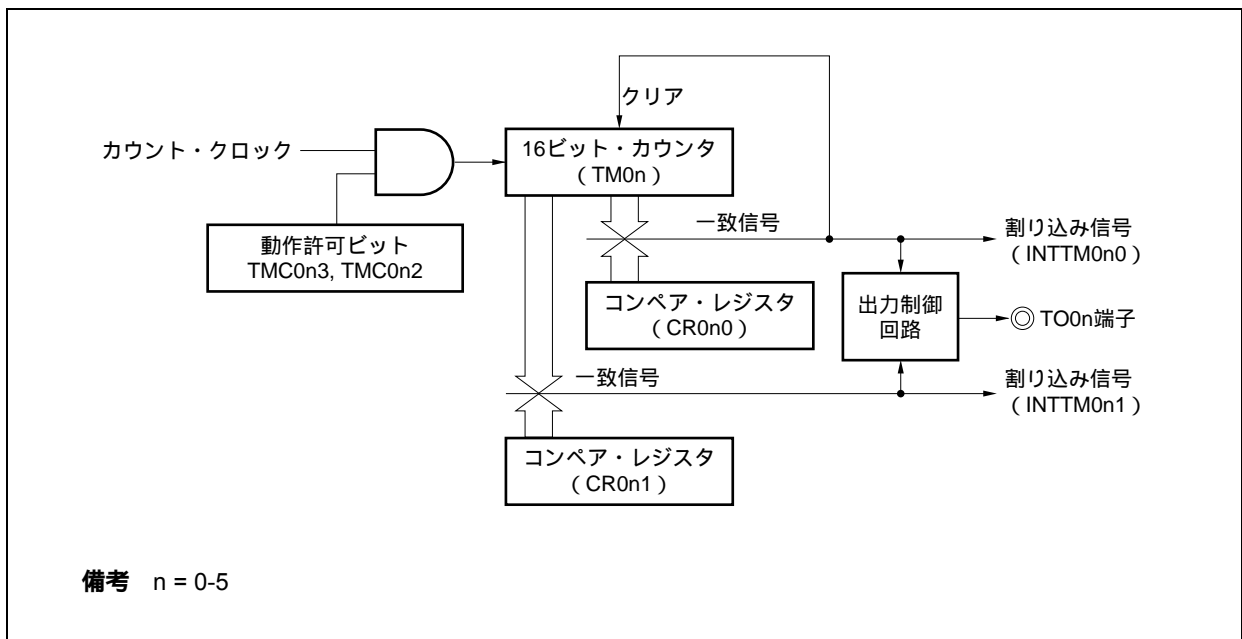 クリア
カウント・クロック
16ビット・カウンタ
（TM0n）
一致信号
割り込み信号
（INTTM0n0）
動作許可ビット
TMC0n3, TMC0n2
コンペア・レジスタ
（CR0n0）
出力制御
回路
TO0n端子
一致信号
割り込み信号
（INTTM0n1）
コンペア・レジスタ
（CR0n1）
備考 n = 0-5